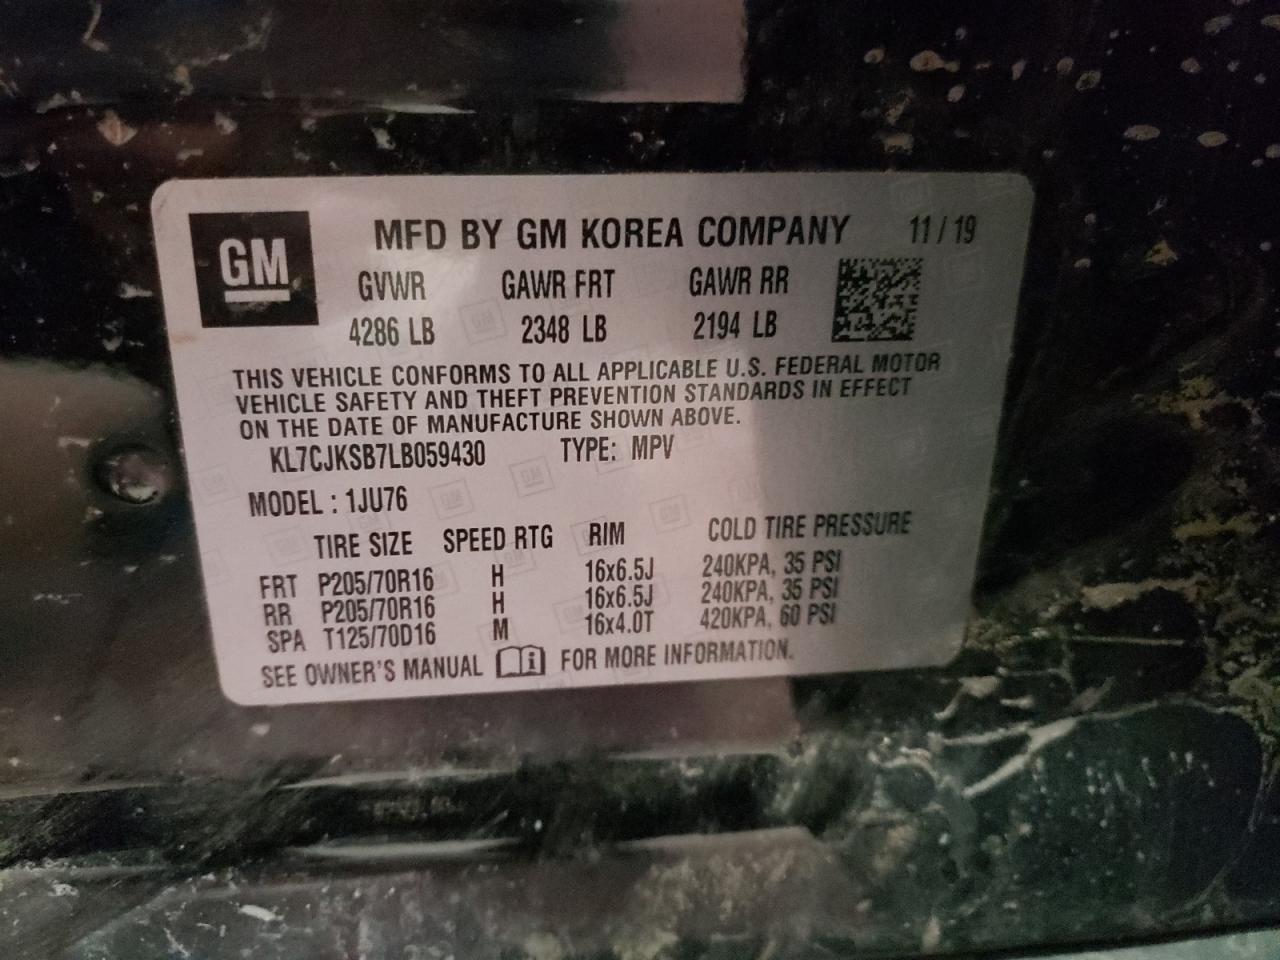 GM
MFD BY GM KOREA COMPANY 11 / 19
GVWR GAWR FRT GAWR RR
4286 LB 2348 LB 2194 LB
THIS VEHICLE CONFORMS TO ALL APPLICABLE U.S. FEDERAL MOTOR
VEHICLE SAFETY AND THEFT PREVENTION STANDARDS IN EFFECT
ON THE DATE OF MANUFACTURE SHOWN ABOVE.
KL7CJKSB7LB059430 TYPE: MPV
MODEL : 1JU76
TIRE SIZE SPEED RTG RIM COLD TIRE PRESSURE
FRT P205/70R16 H 16x6.5J 240KPA, 35 PSI
RR P205/70R16 H 16x6.5J 240KPA, 35 PSI
SPA T125/70D16 M 16x4.0T 420KPA, 60 PSI
SEE OWNER'S MANUAL i FOR MORE INFORMATION.